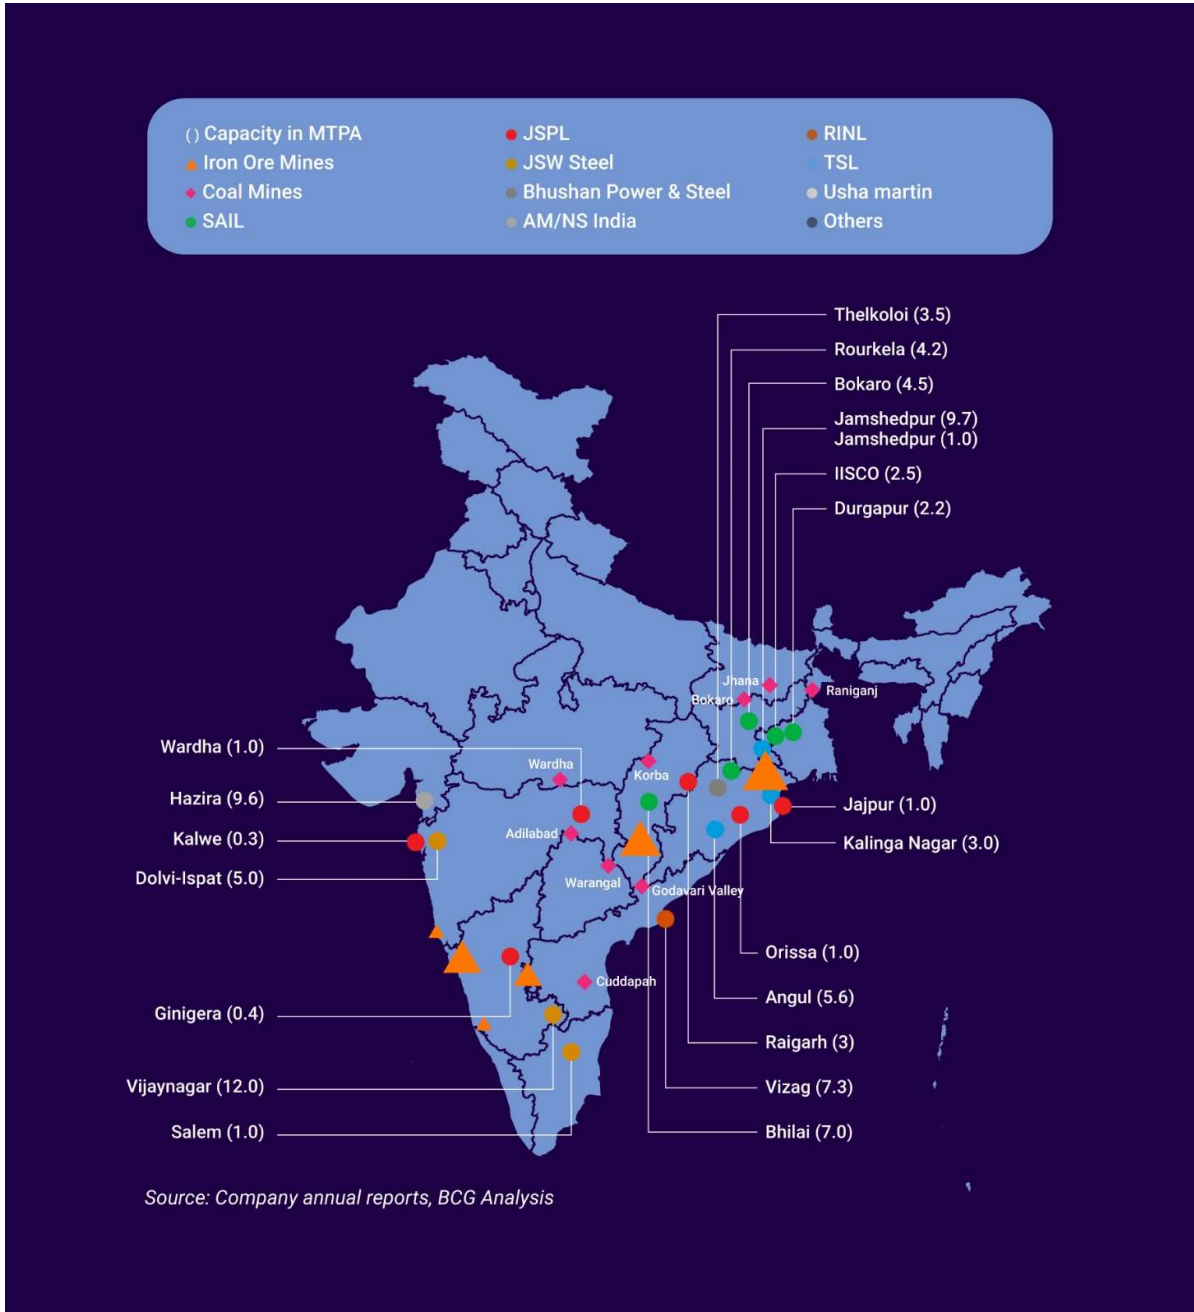 ( ) Capacity in MTPA
Iron Ore Mines
Coal Mines
SAIL
JSPL
JSW Steel
Bhushan Power & Steel
AM/NS India
RINL
TSL
Usha martin
Others
Thelkoloi (3.5)
Rourkela (4.2)
Bokaro (4.5)
Jamshedpur (9.7)
Jamshedpur (1.0)
IISCO (2.5)
Durgapur (2.2)
Jhana
Bokaro
Raniganj
Wardha (1.0)
Wardha
Korba
Hazira (9.6)
Jajpur (1.0)
Kalwe (0.3)
Adilabad
Kalinga Nagar (3.0)
Dolvi-Ispat (5.0)
Warangal
Godavari Valley
Orissa (1.0)
Cuddapah
Angul (5.6)
Ginigera (0.4)
Raigarh (3)
Vijaynagar (12.0)
Vizag (7.3)
Salem (1.0)
Bhilai (7.0)
Source: Company annual reports, BCG Analysis